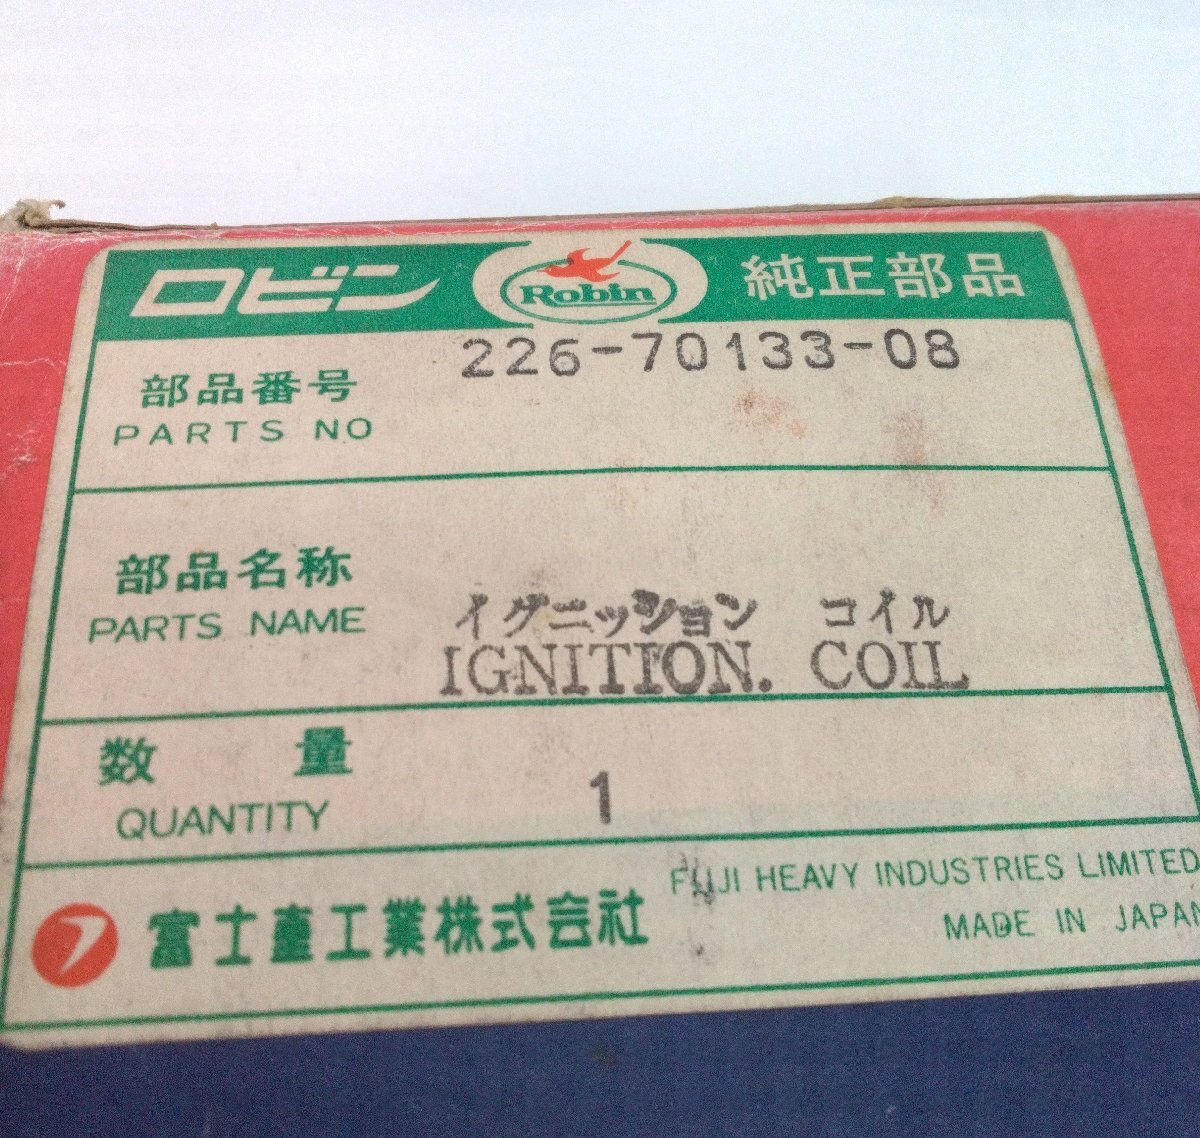 ロビン Robin 純正部品
部品番号 226-70133-08
PARTS NO
部品名称 イグニッション コイル
PARTS NAME IGNITION. COIL
数量 1
QUANTITY
富士重工業株式会社 FUJI HEAVY INDUSTRIES LIMITED
MADE IN JAPAN